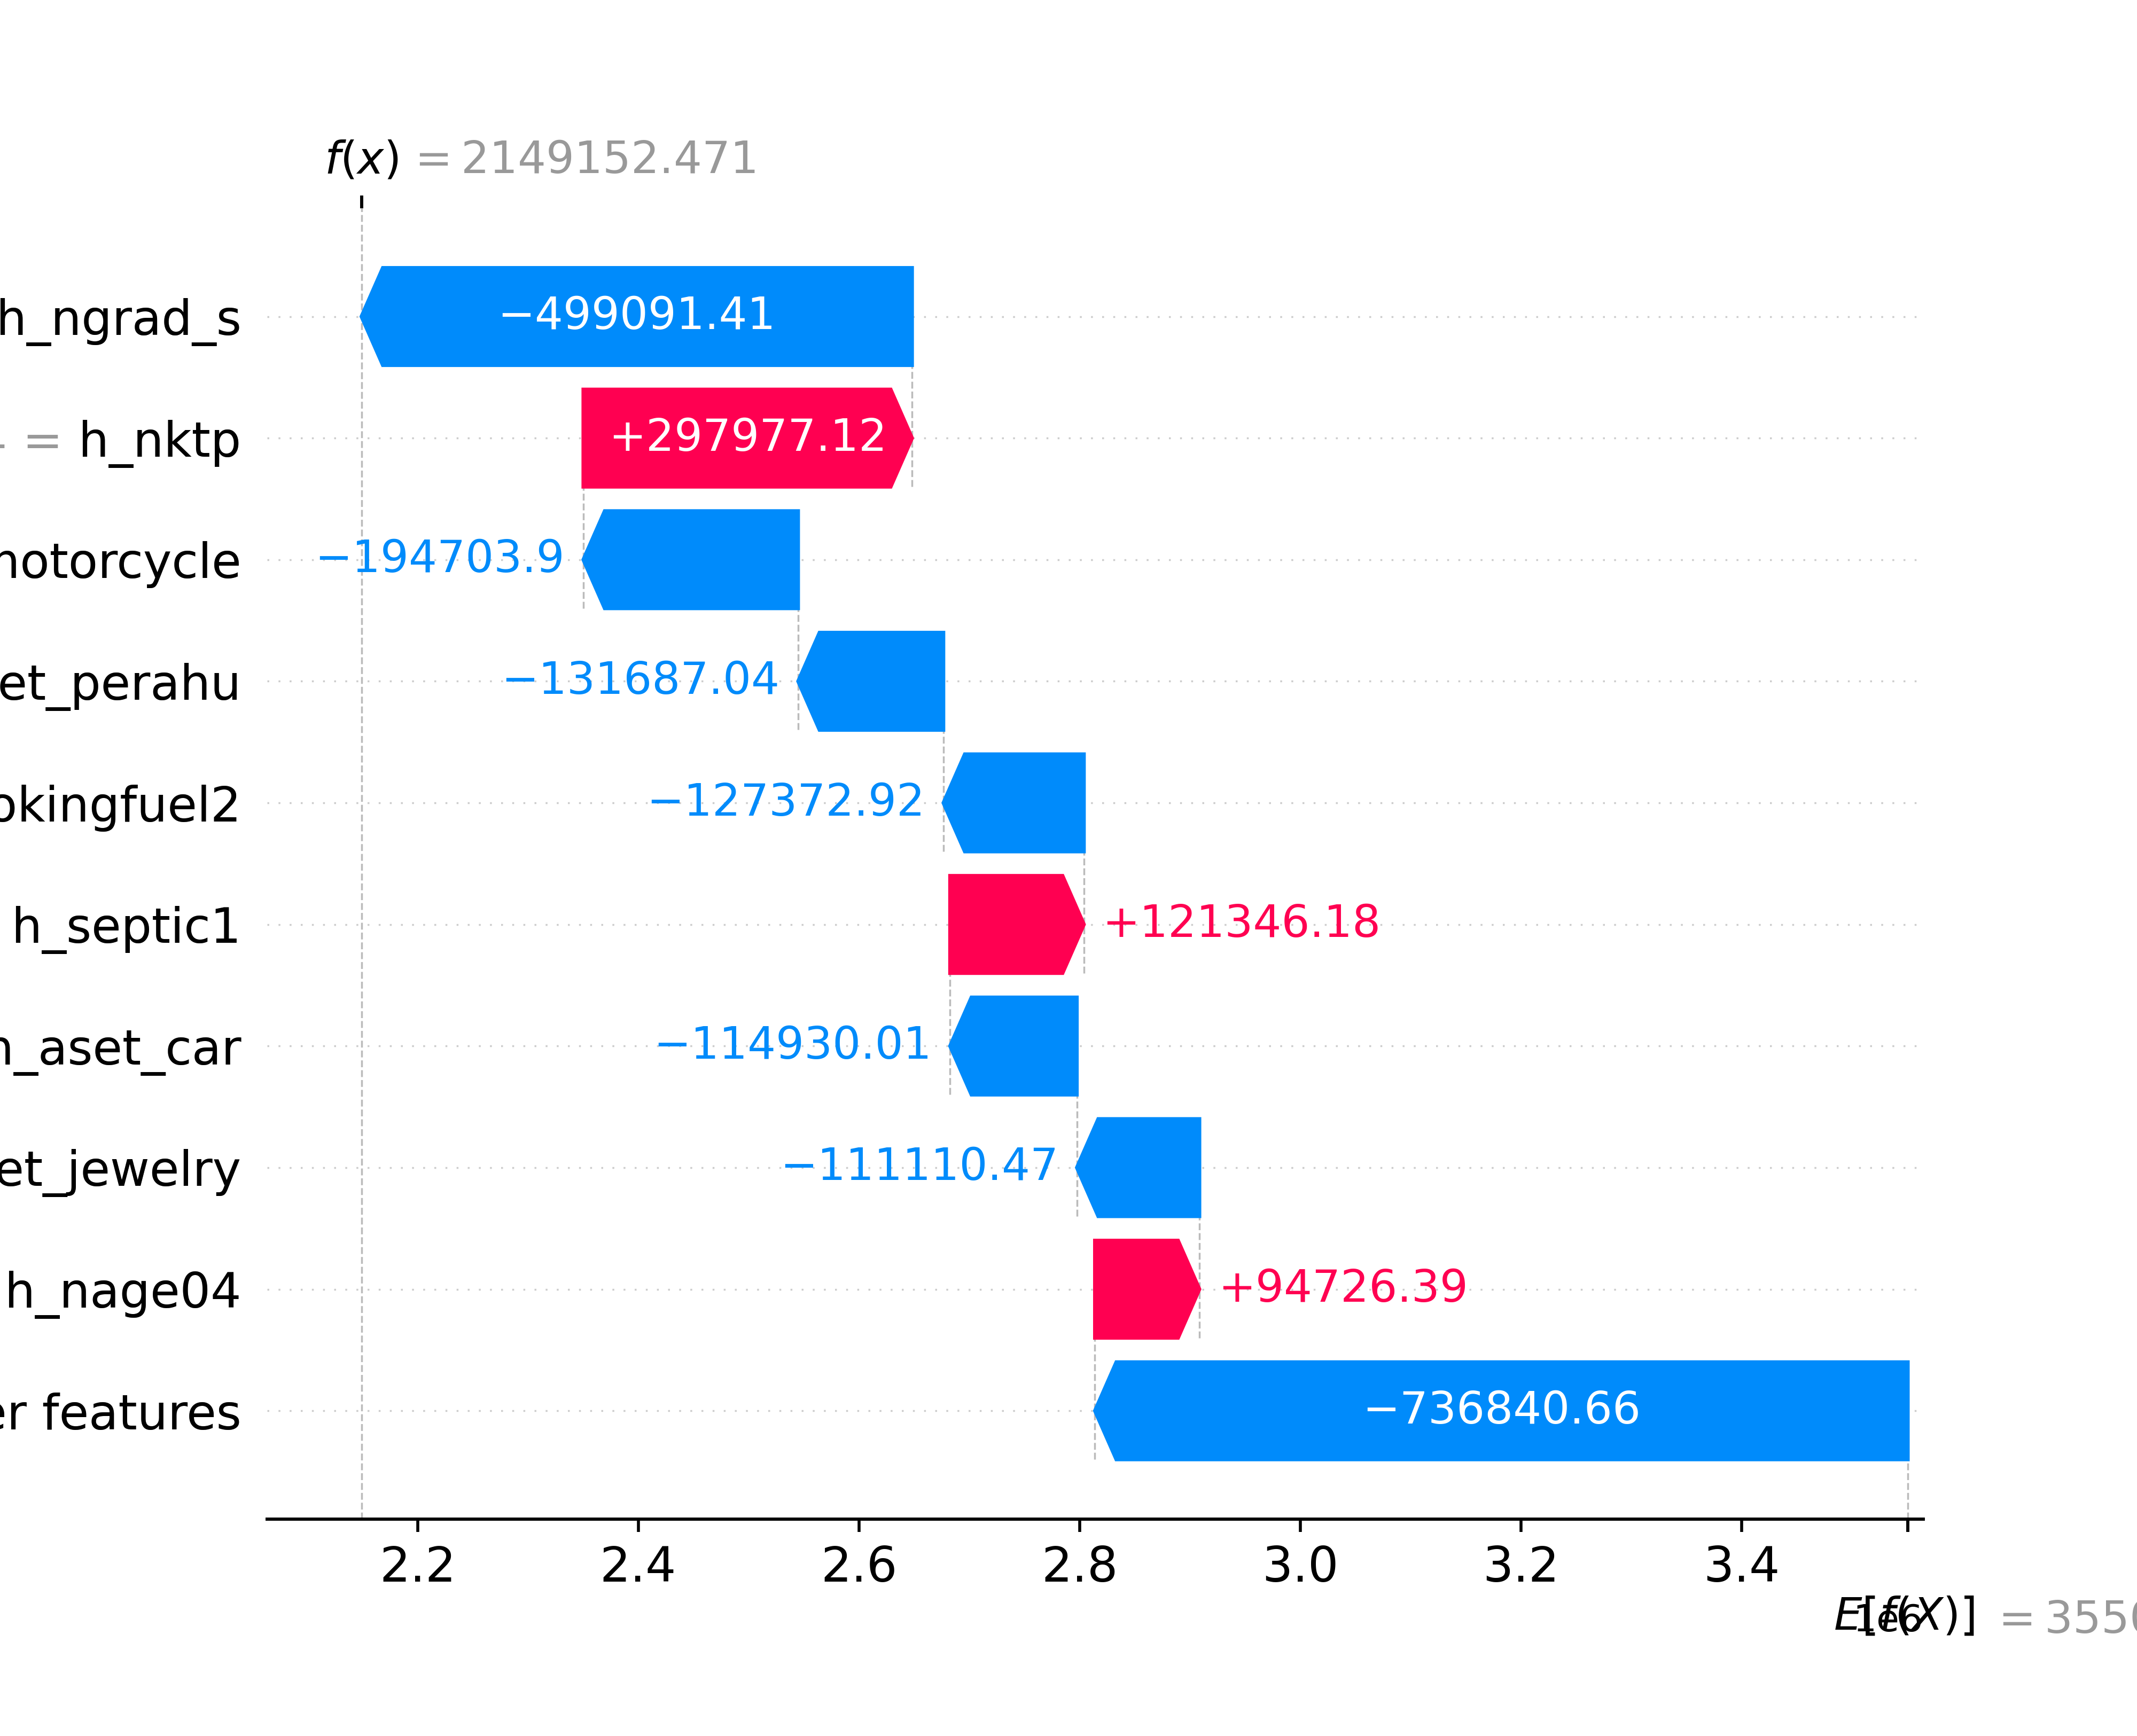 f(x) = 2149152.471
h_ngrad_s −499091.41
= h_nktp +297977.12
motorcycle −194703.9
et_perahu −131687.04
okingfuel2 −127372.92
h_septic1 +121346.18
h_aset_car −114930.01
et_jewelry −111110.47
h_nage04 +94726.39
er features −736840.66
2.2 2.4 2.6 2.8 3.0 3.2 3.4
E[f(X)] = 3550
1e6